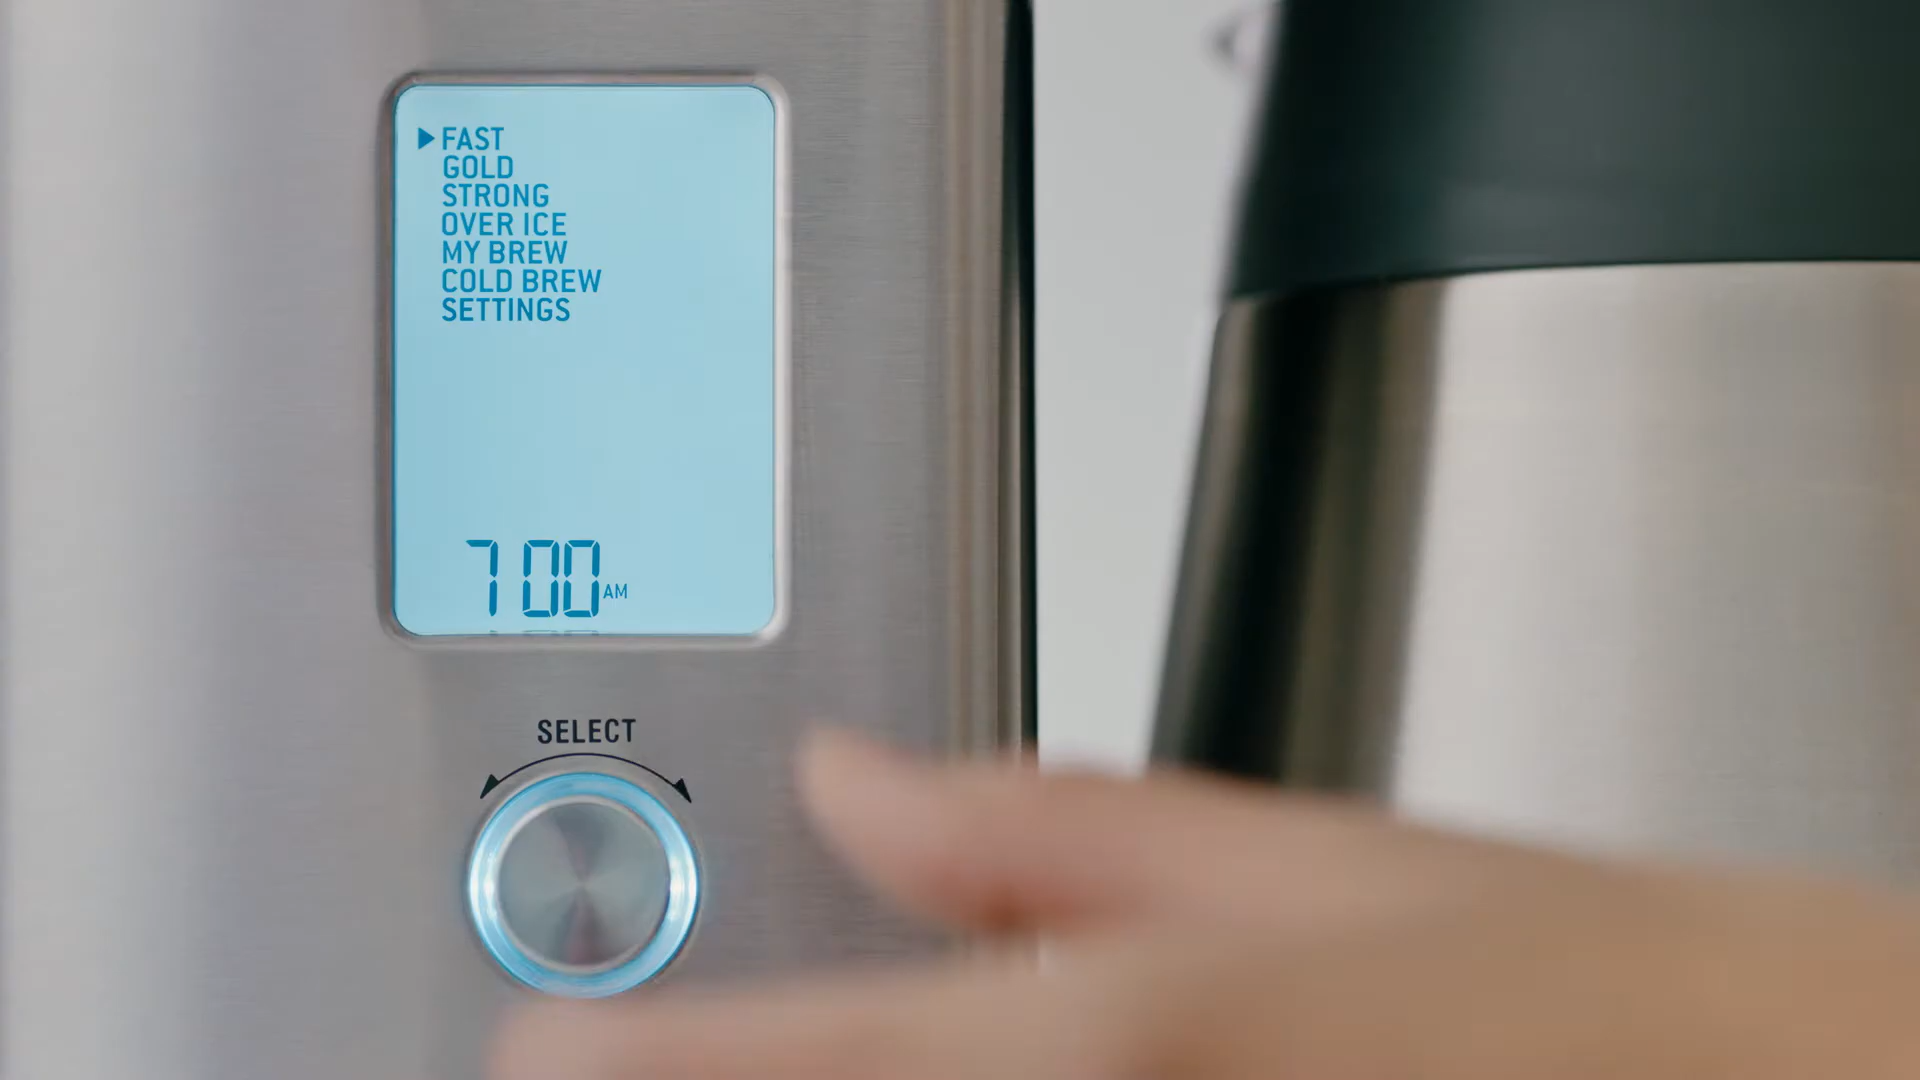 ▶FAST
GOLD
STRONG
OVER ICE
MY BREW
COLD BREW
SETTINGS
7 00 AM
SELECT